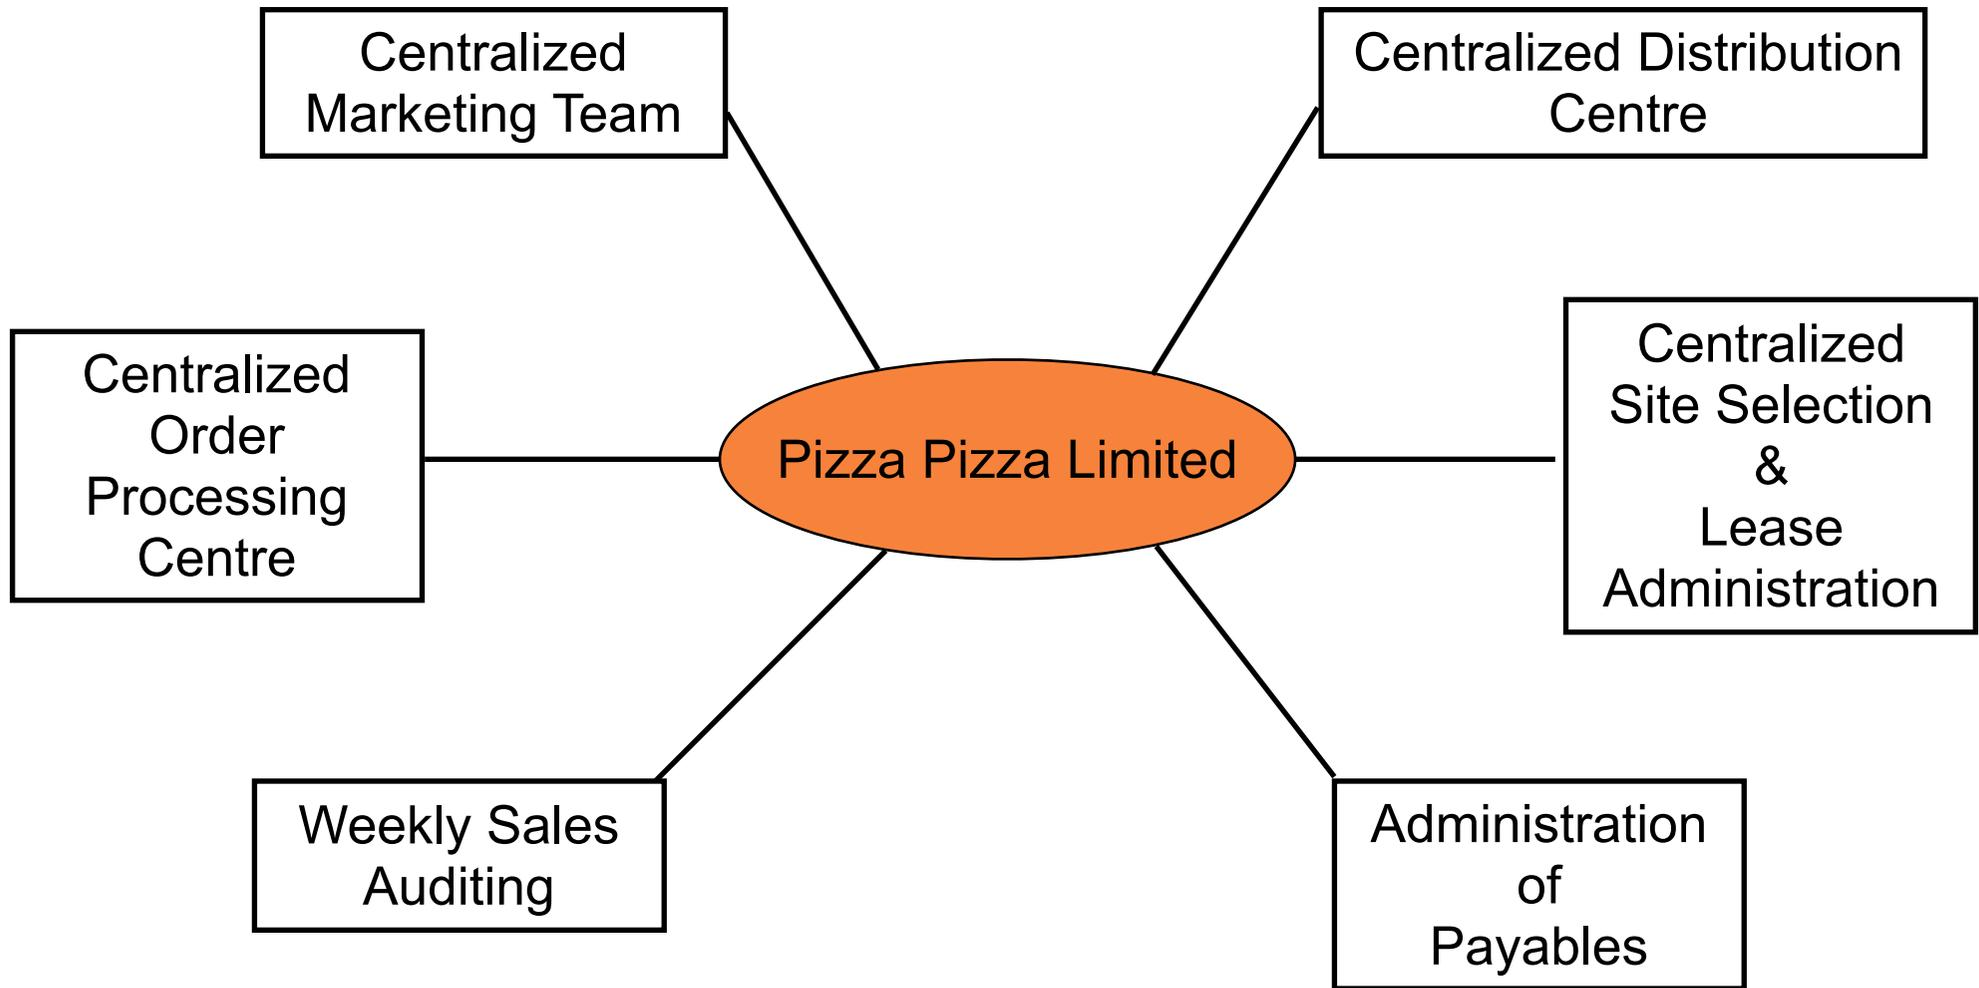 Centralized
Marketing Team
Centralized Distribution
Centre
Centralized
Order
Processing
Centre
Pizza Pizza Limited
Centralized
Site Selection
&
Lease
Administration
Weekly Sales
Auditing
Administration
of
Payables